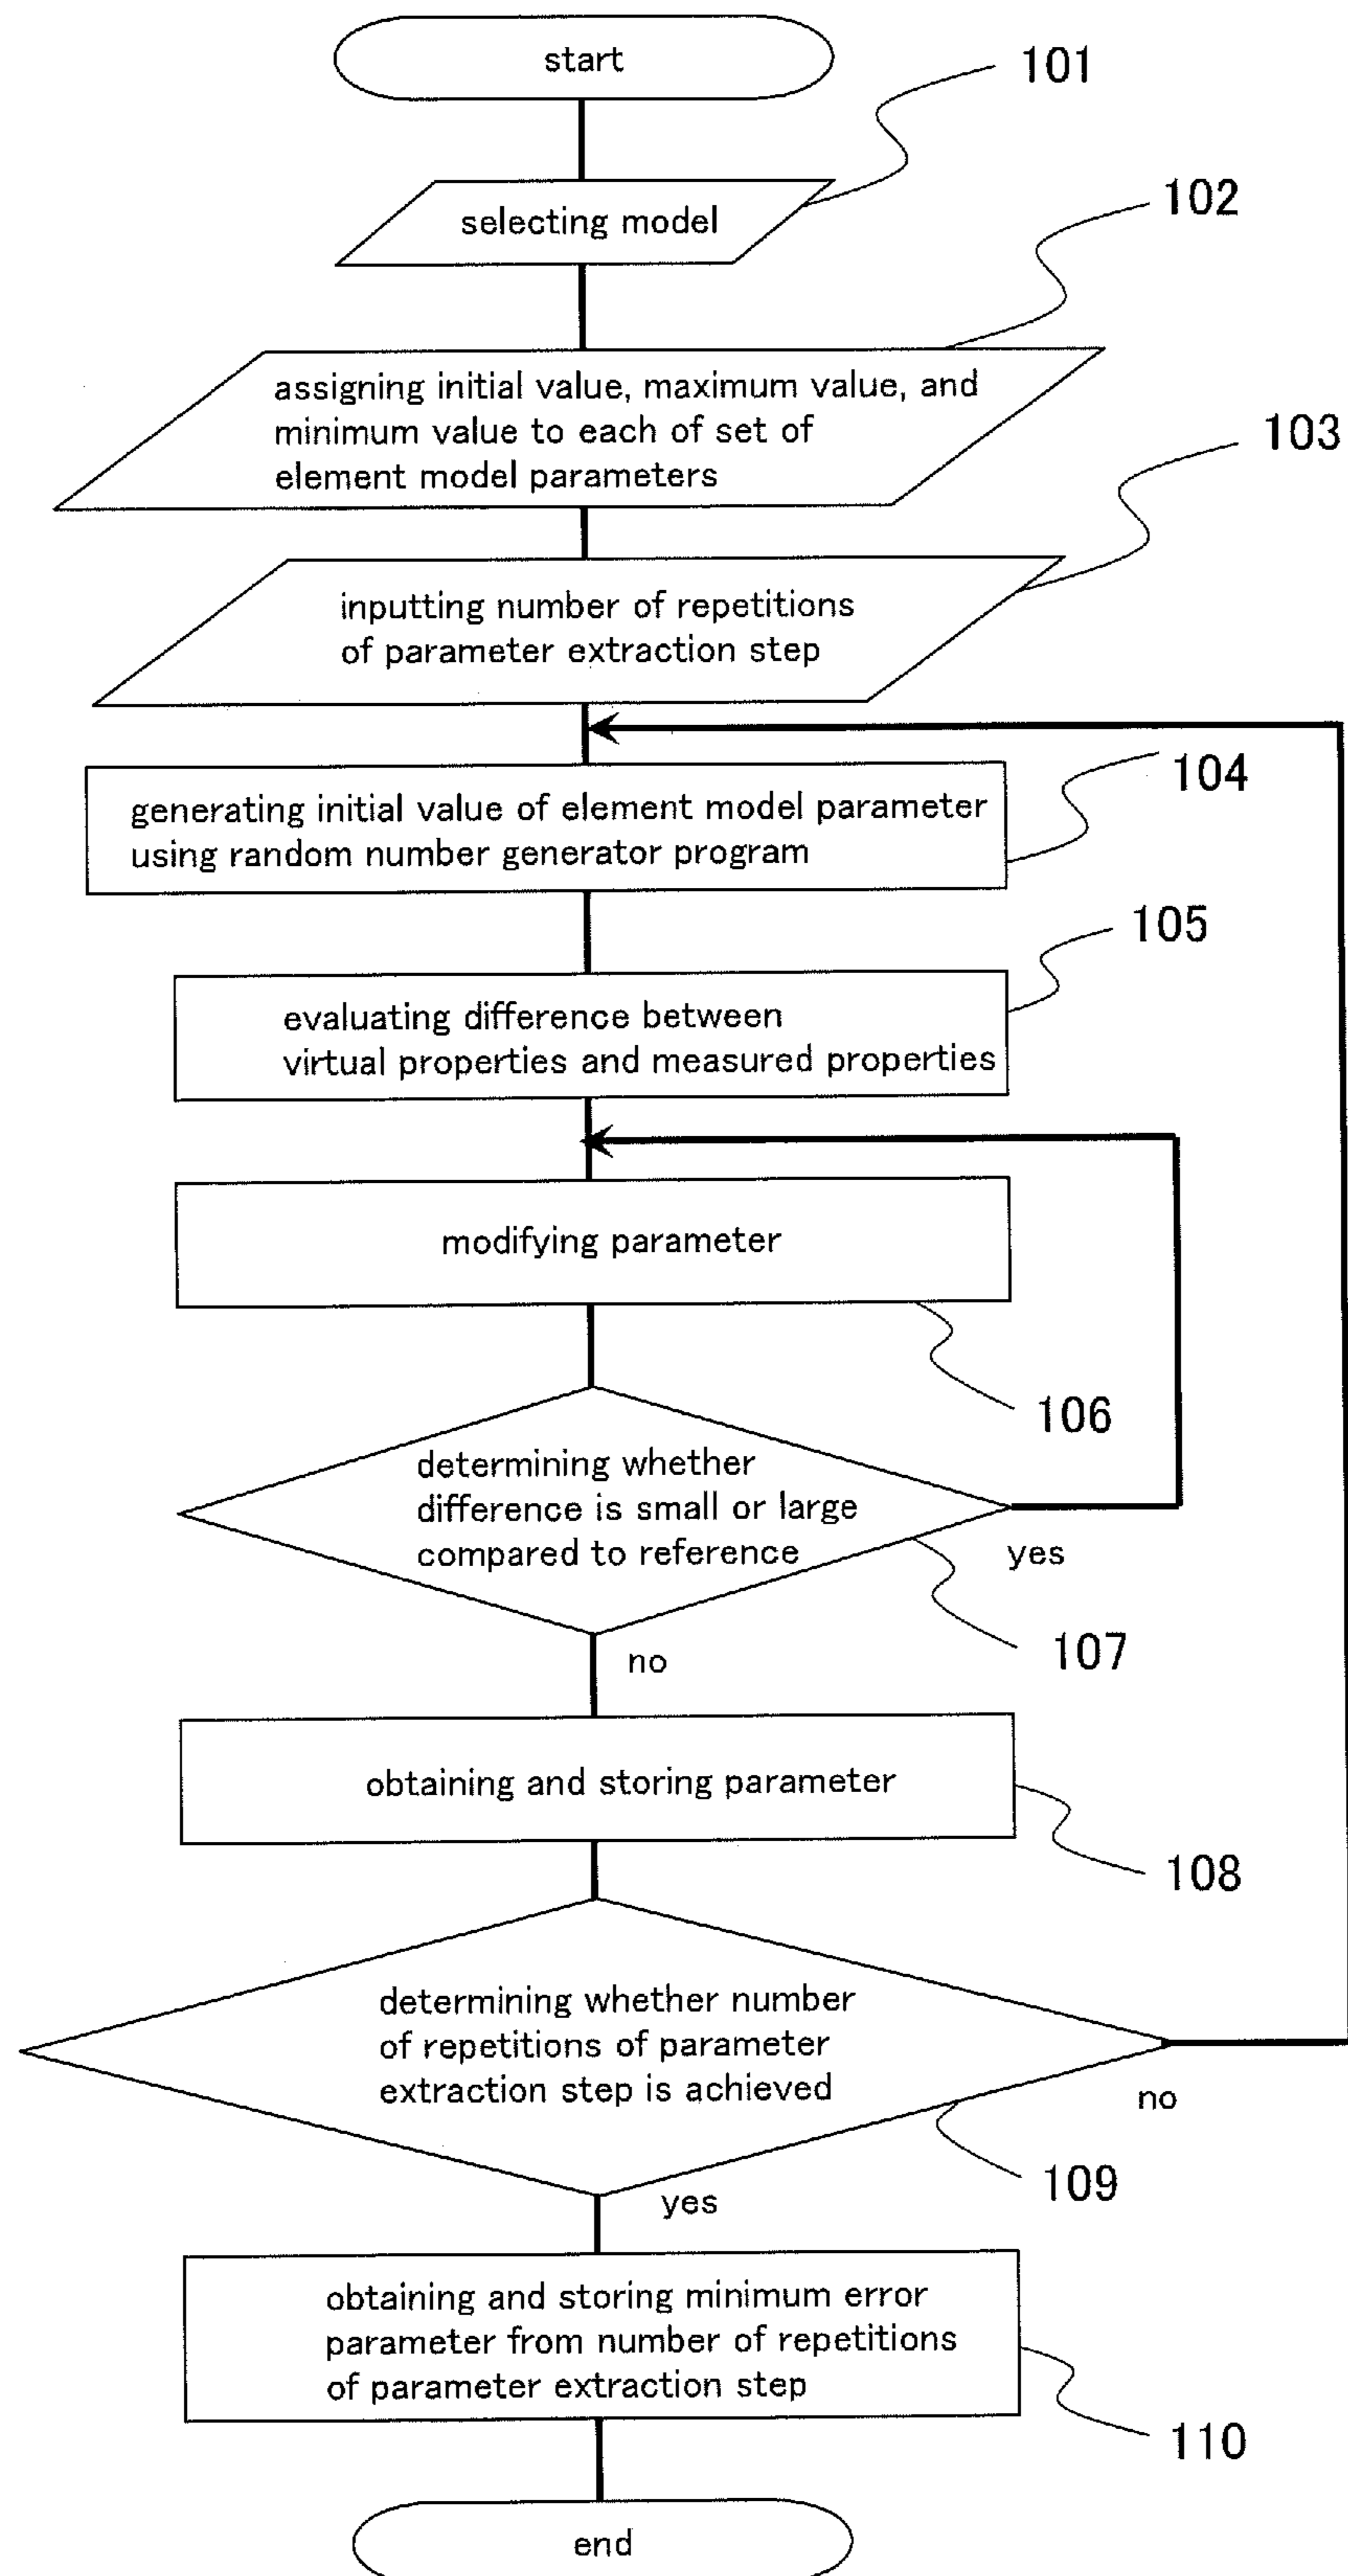 start
101
selecting model
102
assigning initial value, maximum value, and
minimum value to each of set of
element model parameters
103
inputting number of repetitions
of parameter extraction step
104
generating initial value of element model parameter
using random number generator program
105
evaluating difference between
virtual properties and measured properties
modifying parameter
106
determining whether
difference is small or large
compared to reference
yes
107
no
obtaining and storing parameter
108
determining whether number
of repetitions of parameter
extraction step is achieved
no
109
yes
obtaining and storing minimum error
parameter from number of repetitions
of parameter extraction step
110
end